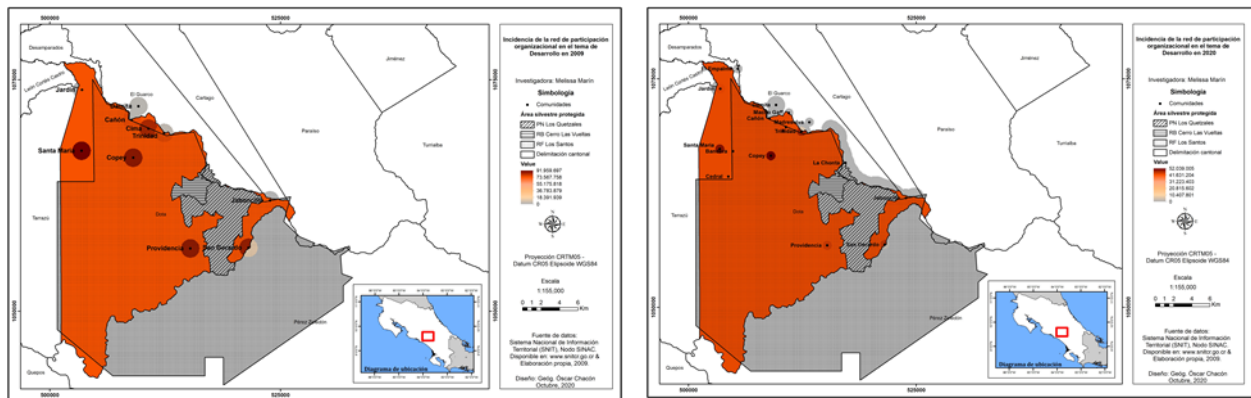 500000
525000
Desamparados
León Cortés Castro
Jiménez
El Guarco
Cartago
Paraíso
Turrialba
1075000
Jardín
Cañón
Cima
Trinidad
Santa María
Copey
Tarrazú
Dota
Jaboncillo
Providencia
San Gerardo
Pérez Zeledón
1050000
Quepos
Diagrama de ubicación
500000
525000
Incidencia de la red de participación
organizacional en el tema de
Desarrollo en 2009
Investigadora: Melissa Marín
Simbología
Comunidades
Área silvestre protegida
PN Los Quetzales
RB Cerro Las Vueltas
RF Los Santos
Delimitación cantonal
Value
0
N
Proyección CRTM05 -
Datum CR05 Elipsoide WGS84
Escala
1:155,000
0 1 2 4 6
Km
Fuente de datos:
Sistema Nacional de Información
Territorial (SNIT), Nodo SINAC.
Disponible en: www.snitcr.go.cr &
Elaboración propia, 2009.
Diseño: Geóg. Óscar Chacón
Octubre, 2020
500000
525000
Desamparados
León Cortés Castro
Jiménez
El Guarco
Cartago
Paraíso
Turrialba
1075000
Jardín
Cañón
Madreselva
Trinidad
Santa María
Copey
La Chonta
Cedral
Tarrazú
Dota
Providencia
San Gerardo
Pérez Zeledón
1050000
Quepos
Diagrama de ubicación
500000
525000
Incidencia de la red de participación
organizacional en el tema de
Desarrollo en 2020
Investigadora: Melissa Marín
Simbología
Comunidades
Área silvestre protegida
PN Los Quetzales
RB Cerro Las Vueltas
RF Los Santos
Delimitación cantonal
Value
0
N
Proyección CRTM05 -
Datum CR05 Elipsoide WGS84
Escala
1:155,000
0 1 2 4 6
Km
Fuente de datos:
Sistema Nacional de Información
Territorial (SNIT), Nodo SINAC.
Disponible en: www.snitcr.go.cr &
Elaboración propia, 2009.
Diseño: Geóg. Óscar Chacón
Octubre, 2020